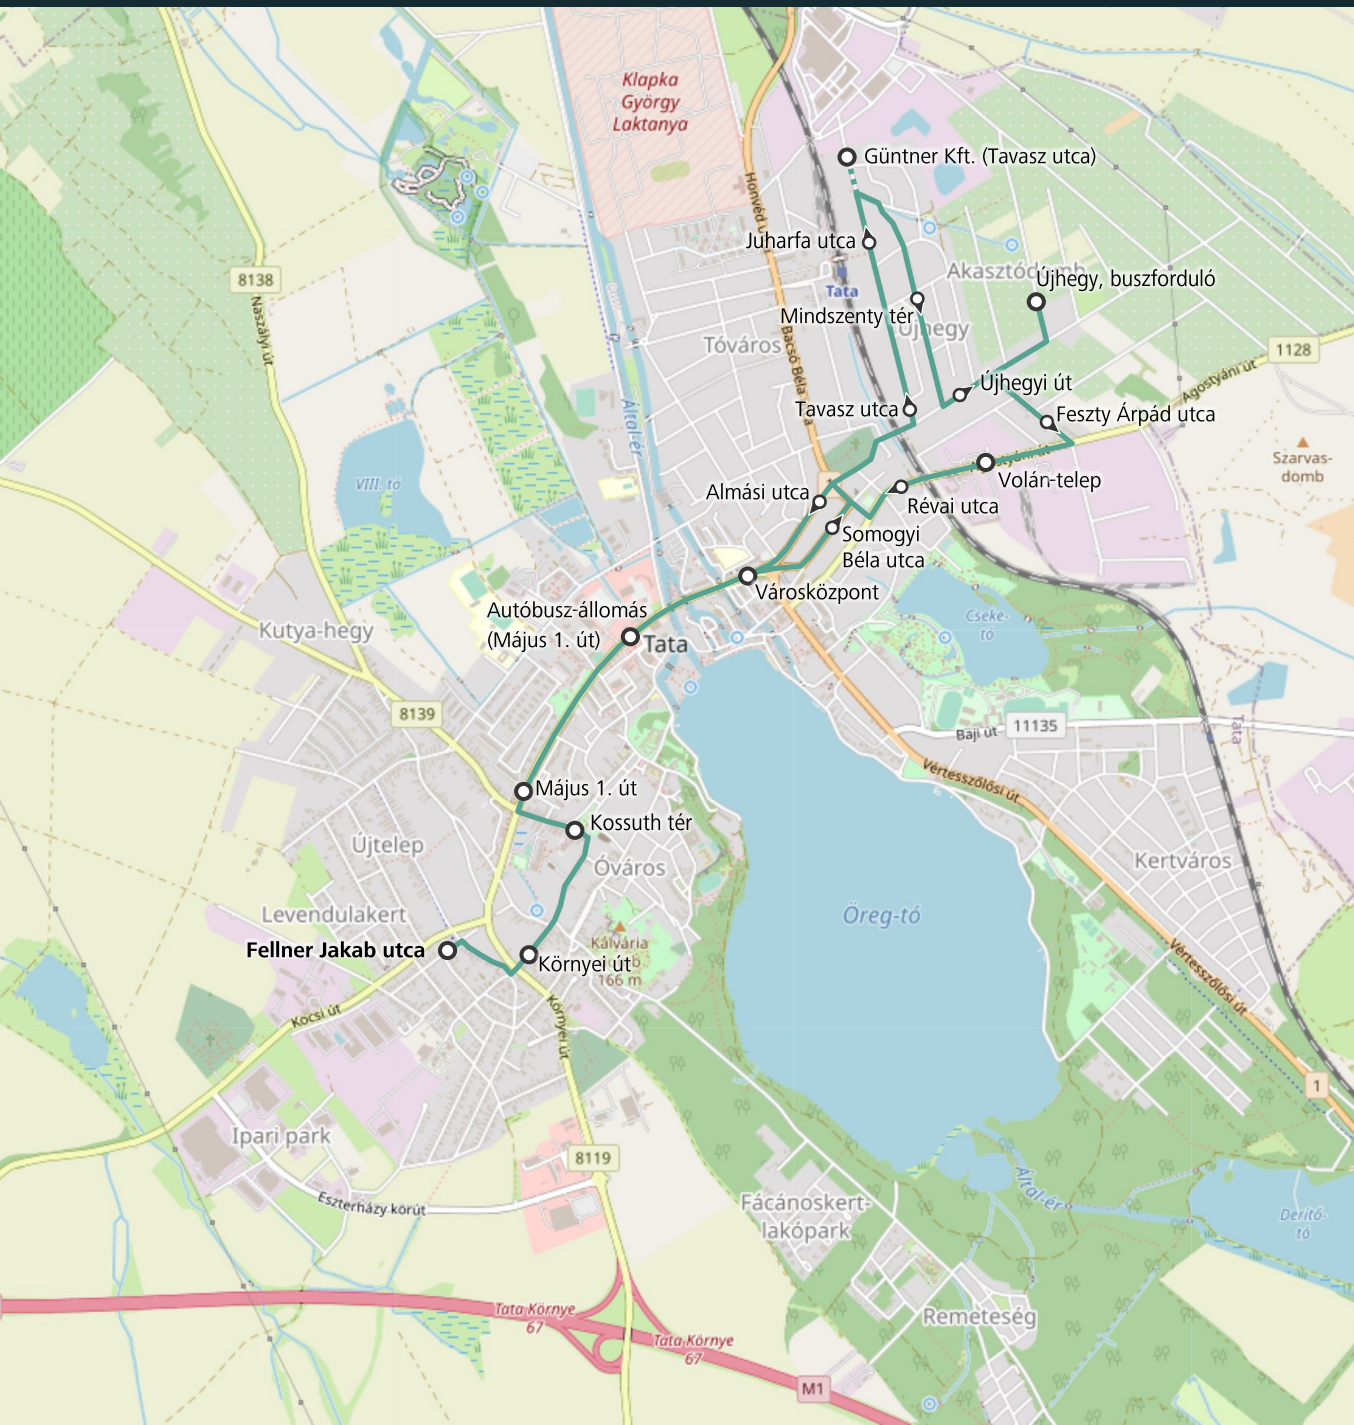 Klapka
György
Laktanya
Güntner Kft. (Tavasz utca)
Honvéd u
Juharfa utca
Akasztódomb
Újhegy, buszforduló
8138
Tata
Mindszenty tér
Újhegy
Naszályi út
Tóváros
Bacsó Béla
1128
Agostyáni út
Újhegyi út
Tavasz utca
Feszty Árpád utca
Által-ér
Szarvas-
domb
VIII. tó
Almási utca
Volán-telep
Révai utca
Somogyi
Béla utca
Városközpont
Autóbusz-állomás
(Május 1. út)
Cseke-
tó
Kutya-hegy
Tata
8139
Baji út
11135
Tata
Május 1. út
Vértesszőlősi út
Kossuth tér
Újtelep
Óváros
Kertváros
Levendulakert
Öreg-tó
Fellner Jakab utca
Kálvária
166 m
Környei út
Vértesszőlősi út
Kocsi út
Környei út
1
Ipari park
8119
Eszterházy körút
Által-ér
Fácánoskert-
lakópark
Derítő-
tó
Tata Környe
67
Remeteség
Tata Környe
67
M1